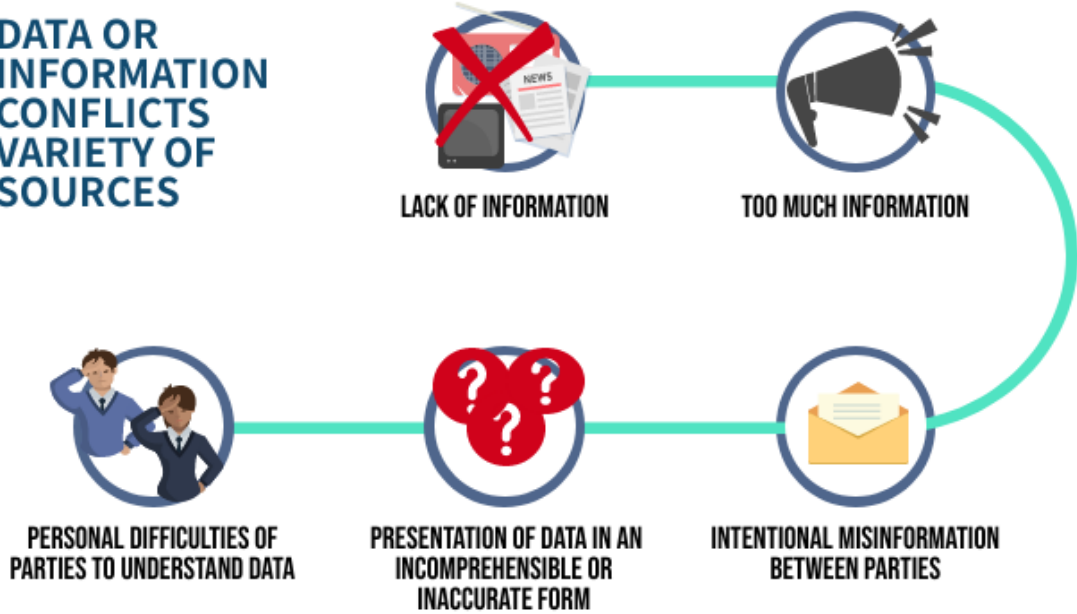 DATA OR
INFORMATION
CONFLICTS
VARIETY OF
SOURCES
NEWS
LACK OF INFORMATION
TOO MUCH INFORMATION
?
?
?
PERSONAL DIFFICULTIES OF
PARTIES TO UNDERSTAND DATA
PRESENTATION OF DATA IN AN
INCOMPREHENSIBLE OR
INACCURATE FORM
INTENTIONAL MISINFORMATION
BETWEEN PARTIES